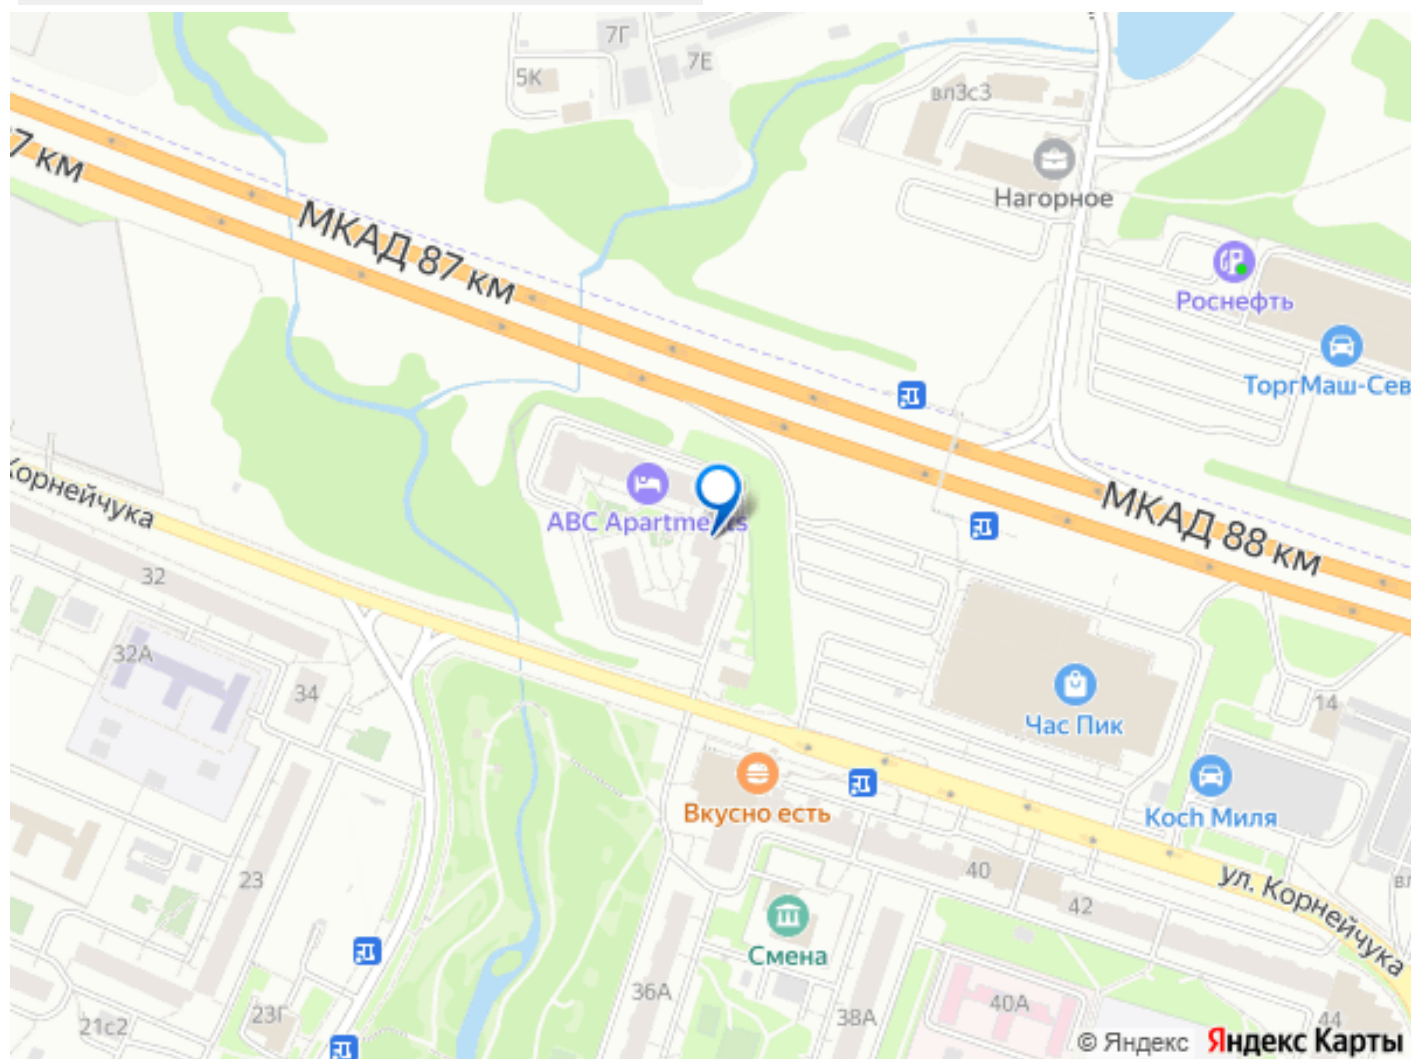 7Г
7Е
5К
вл3с3
7 км
МКАД 87 км
Нагорное
Роснефть
ТоргМаш-Сев
Корнейчука
ABC Apartments
МКАД 88 км
32
32А
34
Час Пик
14
Вкусно есть
Koch Миля
23
40
42
ул. Корнейчука
вл
Смена
36А
38А
40А
44
21с2
23Г
© Яндекс Яндекс Карты